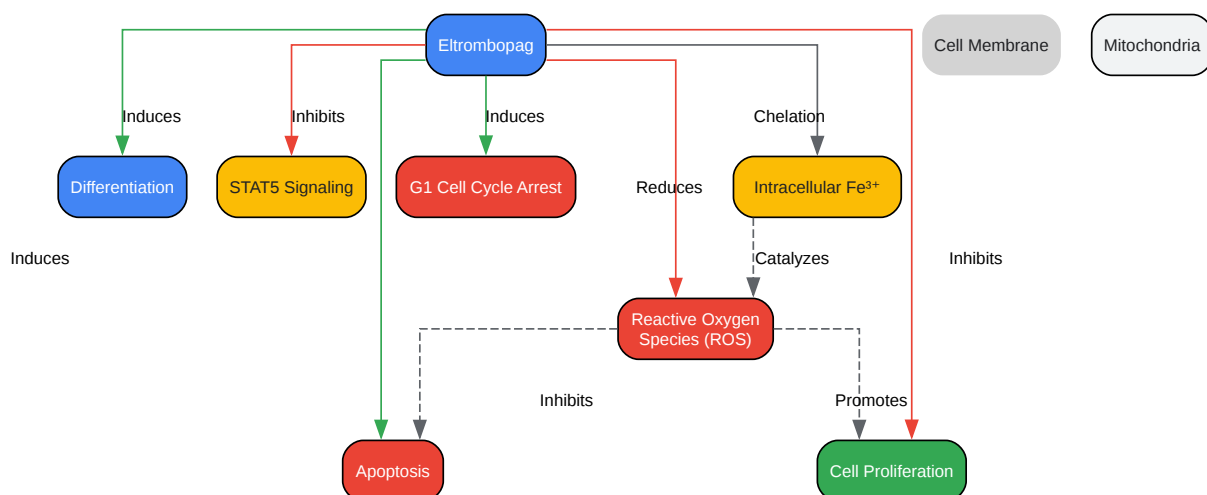 Eltrombopag
Cell Membrane
Mitochondria
Induces
Inhibits
Induces
Chelation
Differentiation
STAT5 Signaling
G1 Cell Cycle Arrest
Reduces
Intracellular Fe³⁺
Induces
Catalyzes
Inhibits
Reactive Oxygen
Species (ROS)
Inhibits
Promotes
Apoptosis
Cell Proliferation